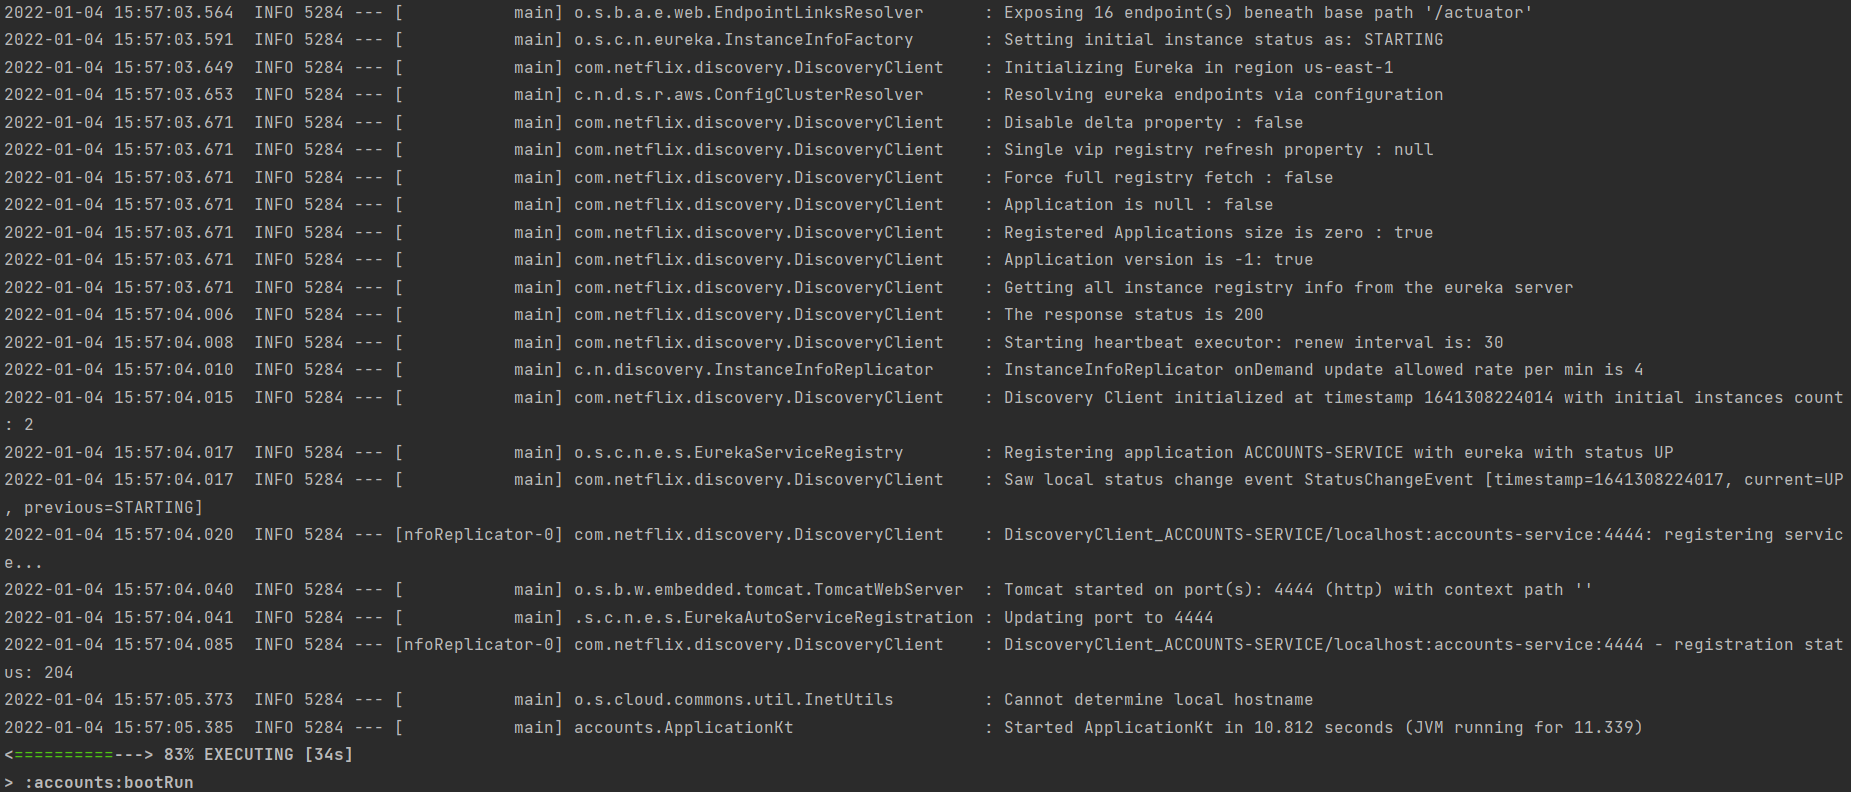 2022-01-04 15:57:03.564  INFO 5284 --- [           main] o.s.b.a.e.web.EndpointLinksResolver      : Exposing 16 endpoint(s) beneath base path '/actuator'
2022-01-04 15:57:03.591  INFO 5284 --- [           main] o.s.c.n.eureka.InstanceInfoFactory       : Setting initial instance status as: STARTING
2022-01-04 15:57:03.649  INFO 5284 --- [           main] com.netflix.discovery.DiscoveryClient    : Initializing Eureka in region us-east-1
2022-01-04 15:57:03.653  INFO 5284 --- [           main] c.n.d.s.r.aws.ConfigClusterResolver      : Resolving eureka endpoints via configuration
2022-01-04 15:57:03.671  INFO 5284 --- [           main] com.netflix.discovery.DiscoveryClient    : Disable delta property : false
2022-01-04 15:57:03.671  INFO 5284 --- [           main] com.netflix.discovery.DiscoveryClient    : Single vip registry refresh property : null
2022-01-04 15:57:03.671  INFO 5284 --- [           main] com.netflix.discovery.DiscoveryClient    : Force full registry fetch : false
2022-01-04 15:57:03.671  INFO 5284 --- [           main] com.netflix.discovery.DiscoveryClient    : Application is null : false
2022-01-04 15:57:03.671  INFO 5284 --- [           main] com.netflix.discovery.DiscoveryClient    : Registered Applications size is zero : true
2022-01-04 15:57:03.671  INFO 5284 --- [           main] com.netflix.discovery.DiscoveryClient    : Application version is -1: true
2022-01-04 15:57:03.671  INFO 5284 --- [           main] com.netflix.discovery.DiscoveryClient    : Getting all instance registry info from the eureka server
2022-01-04 15:57:04.006  INFO 5284 --- [           main] com.netflix.discovery.DiscoveryClient    : The response status is 200
2022-01-04 15:57:04.008  INFO 5284 --- [           main] com.netflix.discovery.DiscoveryClient    : Starting heartbeat executor: renew interval is: 30
2022-01-04 15:57:04.010  INFO 5284 --- [           main] c.n.discovery.InstanceInfoReplicator     : InstanceInfoReplicator onDemand update allowed rate per min is 4
2022-01-04 15:57:04.015  INFO 5284 --- [           main] com.netflix.discovery.DiscoveryClient    : Discovery Client initialized at timestamp 1641308224014 with initial instances count
: 2
2022-01-04 15:57:04.017  INFO 5284 --- [           main] o.s.c.n.e.s.EurekaServiceRegistry        : Registering application ACCOUNTS-SERVICE with eureka with status UP
2022-01-04 15:57:04.017  INFO 5284 --- [           main] com.netflix.discovery.DiscoveryClient    : Saw local status change event StatusChangeEvent [timestamp=1641308224017, current=UP
, previous=STARTING]
2022-01-04 15:57:04.020  INFO 5284 --- [nfoReplicator-0] com.netflix.discovery.DiscoveryClient    : DiscoveryClient_ACCOUNTS-SERVICE/localhost:accounts-service:4444: registering servic
e...
2022-01-04 15:57:04.040  INFO 5284 --- [           main] o.s.b.w.embedded.tomcat.TomcatWebServer  : Tomcat started on port(s): 4444 (http) with context path ''
2022-01-04 15:57:04.041  INFO 5284 --- [           main] .s.c.n.e.s.EurekaAutoServiceRegistration : Updating port to 4444
2022-01-04 15:57:04.085  INFO 5284 --- [nfoReplicator-0] com.netflix.discovery.DiscoveryClient    : DiscoveryClient_ACCOUNTS-SERVICE/localhost:accounts-service:4444 - registration stat
us: 204
2022-01-04 15:57:05.373  INFO 5284 --- [           main] o.s.cloud.commons.util.InetUtils         : Cannot determine local hostname
2022-01-04 15:57:05.385  INFO 5284 --- [           main] accounts.ApplicationKt                   : Started ApplicationKt in 10.812 seconds (JVM running for 11.339)
<==========---> 83% EXECUTING [34s]
> :accounts:bootRun